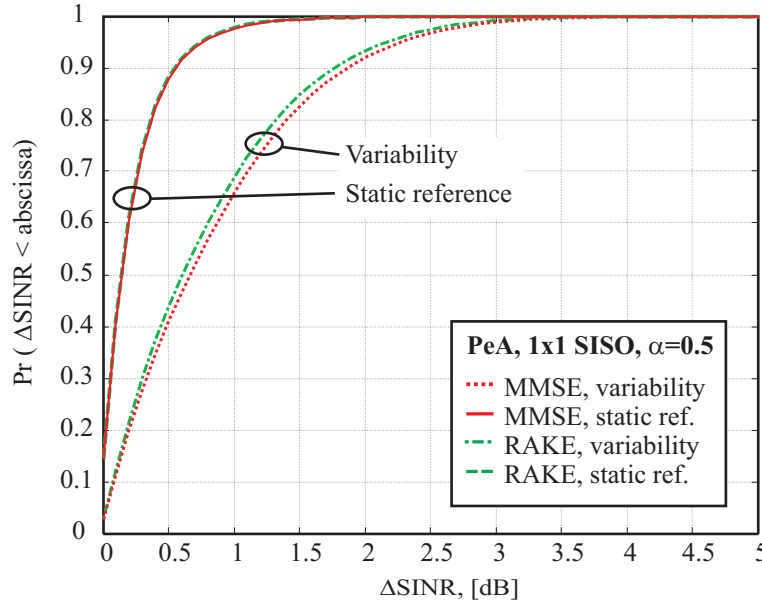 Pr ( ΔSINR < abscissa)
1
0.9
0.8
0.7
0.6
0.5
0.4
0.3
0.2
0.1
0
Variability
Static reference
PeA, 1x1 SISO, α=0.5
MMSE, variability
MMSE, static ref.
RAKE, variability
RAKE, static ref.
0 0.5 1 1.5 2 2.5 3 3.5 4 4.5 5
ΔSINR, [dB]